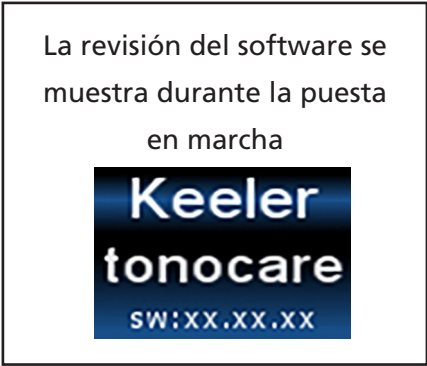 La revisión del software se
muestra durante la puesta
en marcha
Keeler
tonocare
sw:xx.xx.xx